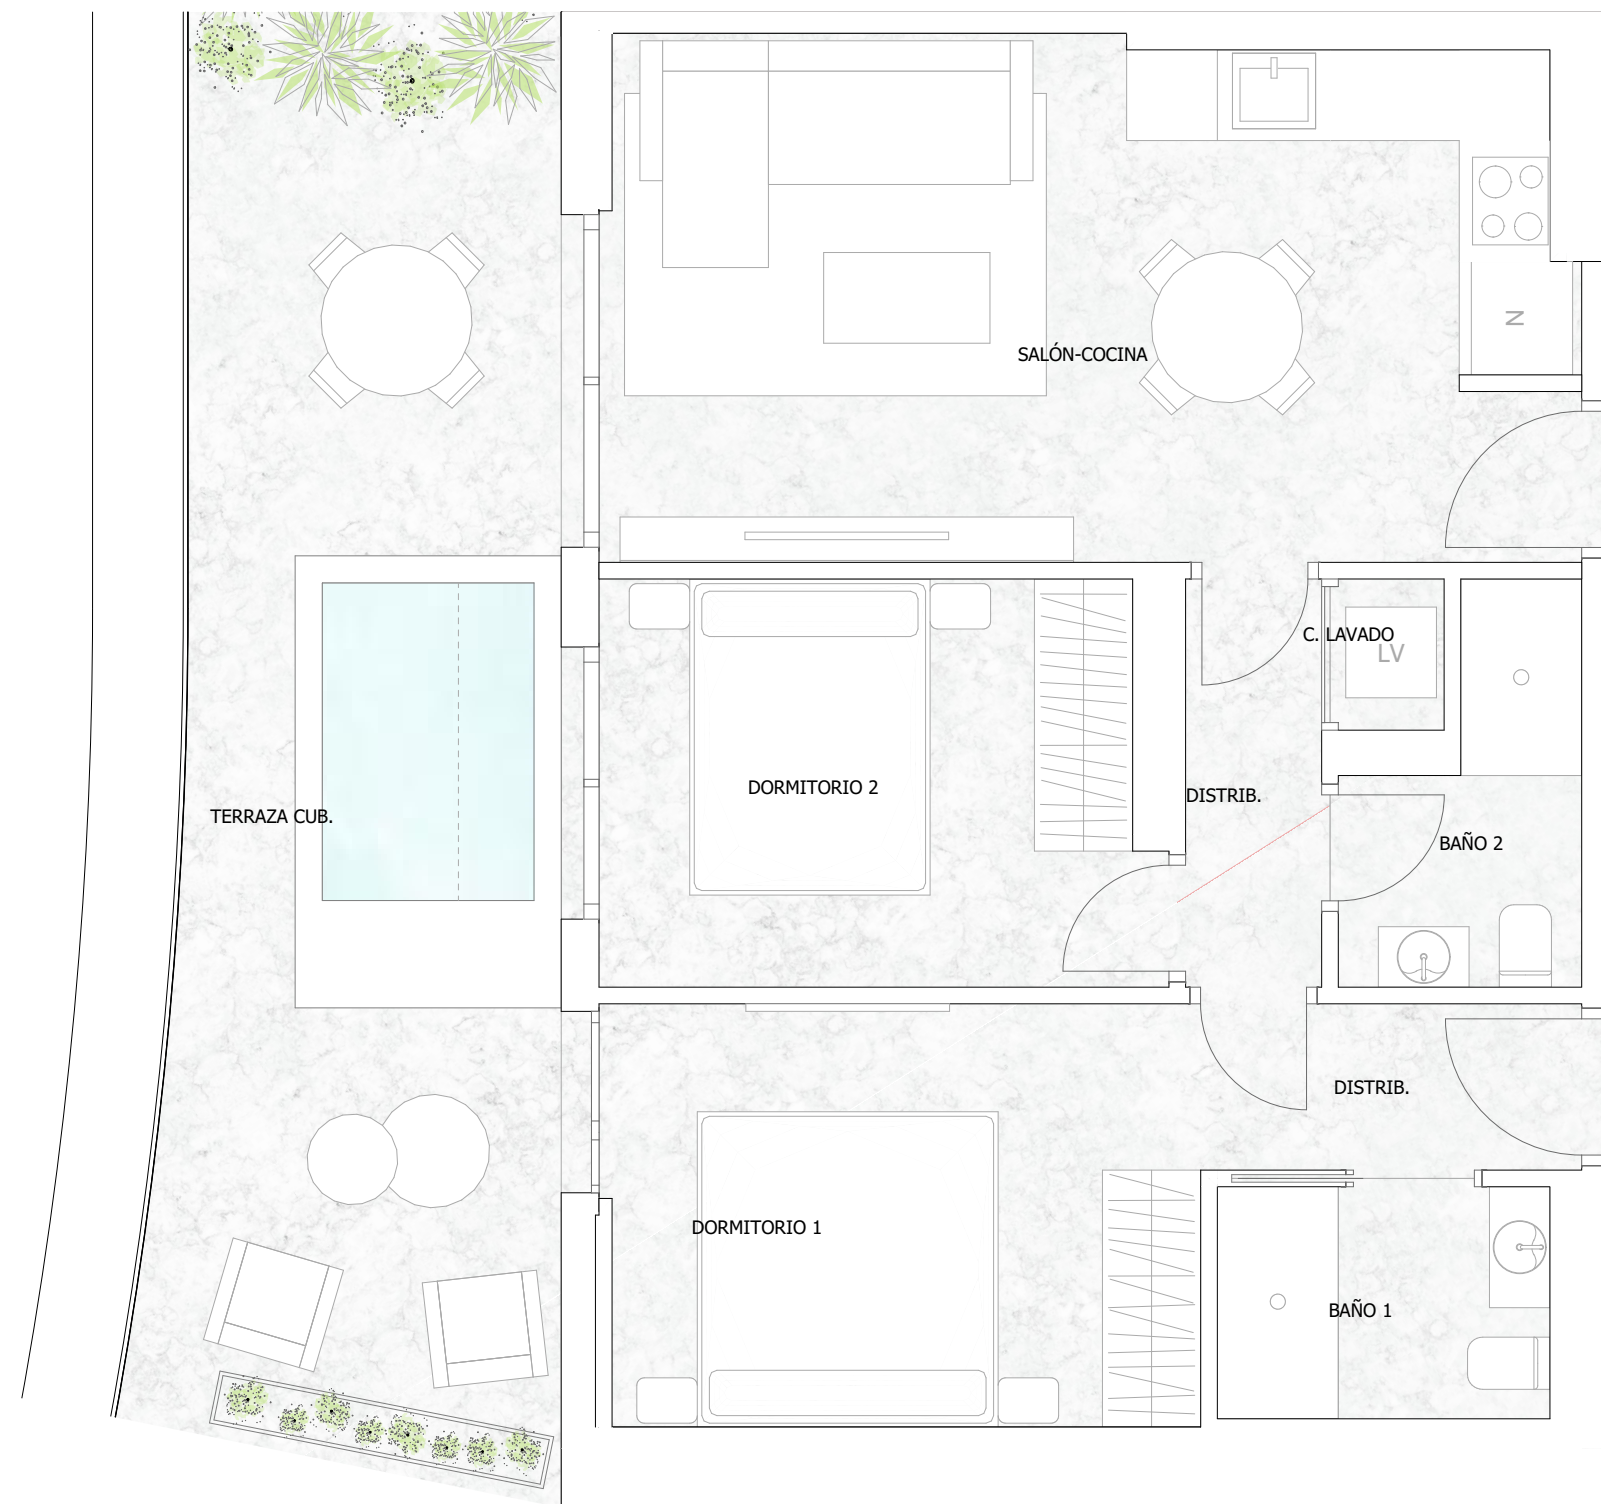 SALÓN-COCINA
N
C. LAVADO
LV
DORMITORIO 2
DISTRIB.
TERRAZA CUB.
BAÑO 2
DISTRIB.
DORMITORIO 1
BAÑO 1